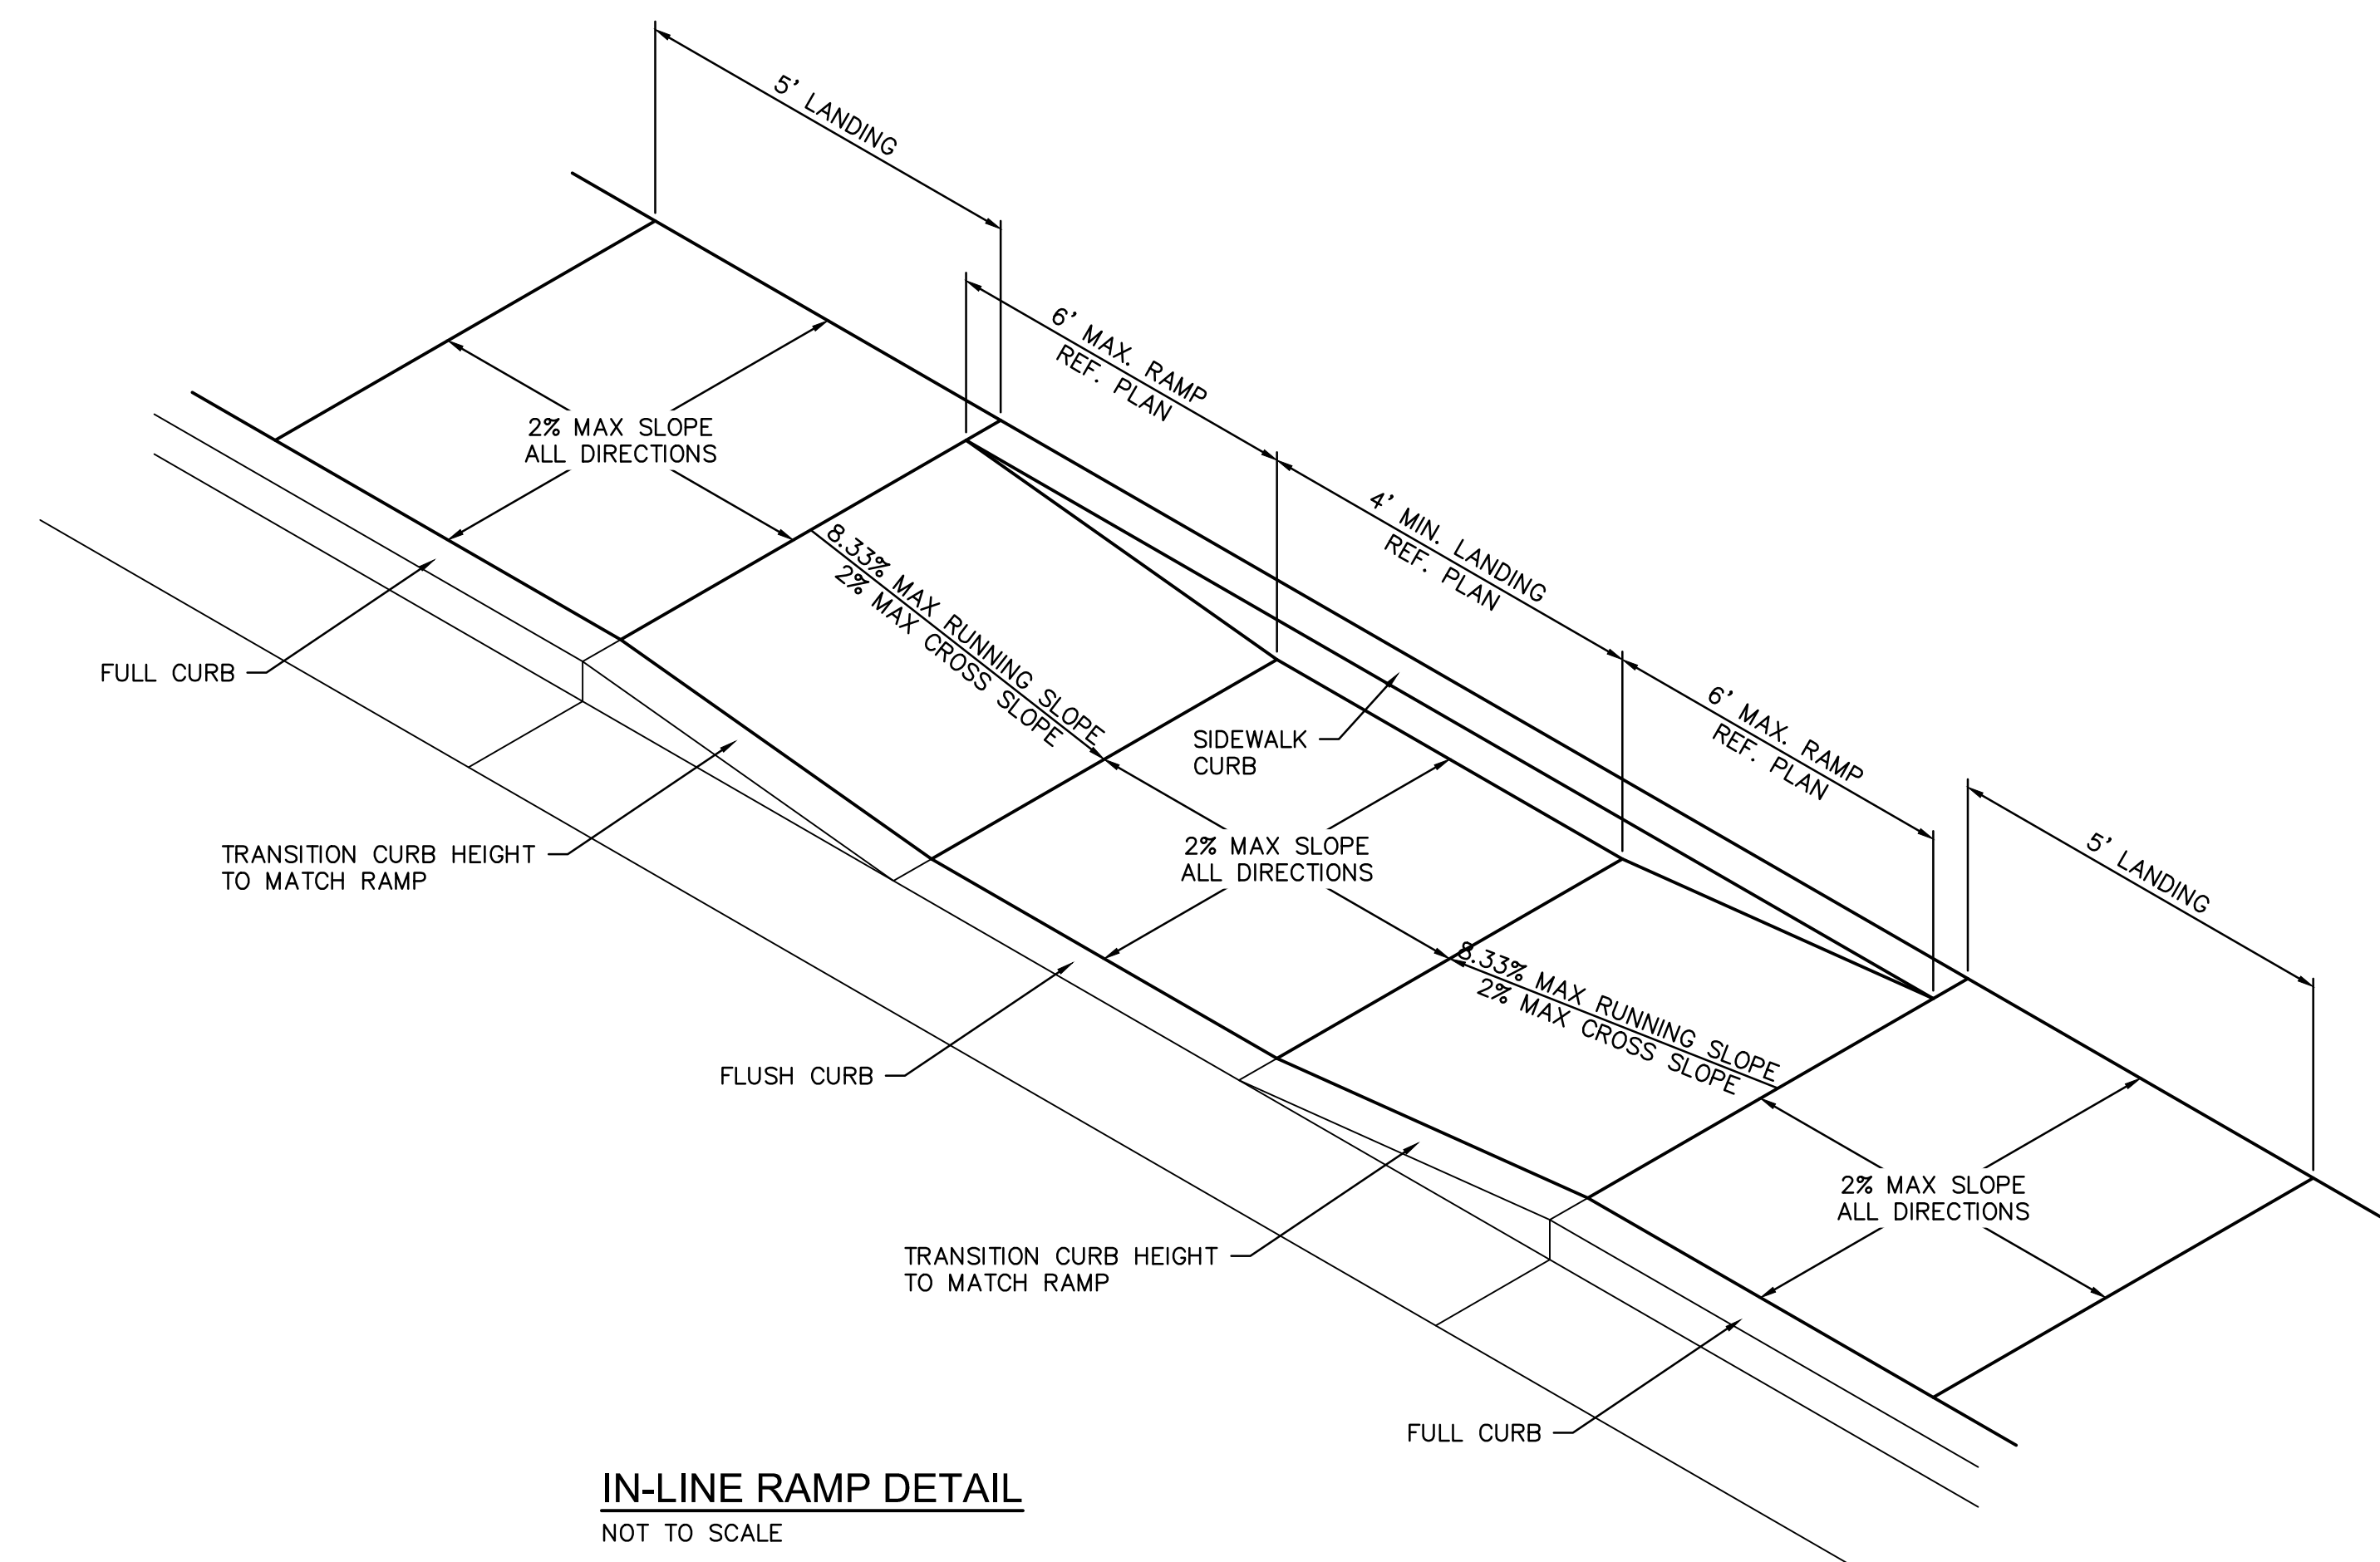 5' LANDING
6' MAX. RAMP
REF. PLAN
4' MIN. LANDING
REF. PLAN
6' MAX. RAMP
REF. PLAN
5' LANDING
2% MAX SLOPE
ALL DIRECTIONS
8.33% MAX RUNNING SLOPE
2% MAX CROSS SLOPE
FULL CURB
SIDEWALK
CURB
TRANSITION CURB HEIGHT
TO MATCH RAMP
2% MAX SLOPE
ALL DIRECTIONS
8.33% MAX RUNNING SLOPE
2% MAX CROSS SLOPE
FLUSH CURB
2% MAX SLOPE
ALL DIRECTIONS
TRANSITION CURB HEIGHT
TO MATCH RAMP
FULL CURB
IN-LINE RAMP DETAIL
NOT TO SCALE